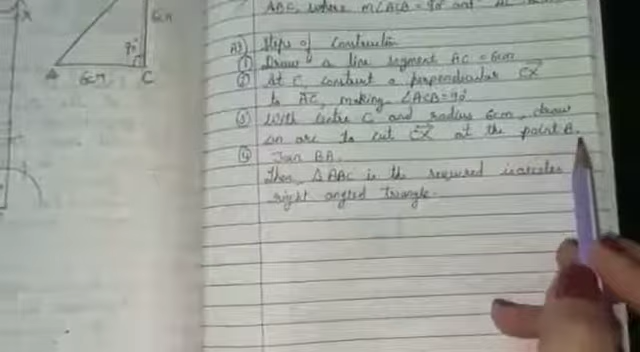 ABC, where m∠ACB = 90° and
A3) Steps of Construction
① Draw a line segment AC = 6cm
② At C, construct a perpendicular CX
to AC, making ∠ACB = 90°
③ With centre C and radius 6cm, draw
an arc to cut CX at the point B.
④ Join BA.
Then, △ABC is the required isosceles
right angled triangle.
X
6cm
90°
A 6cm C